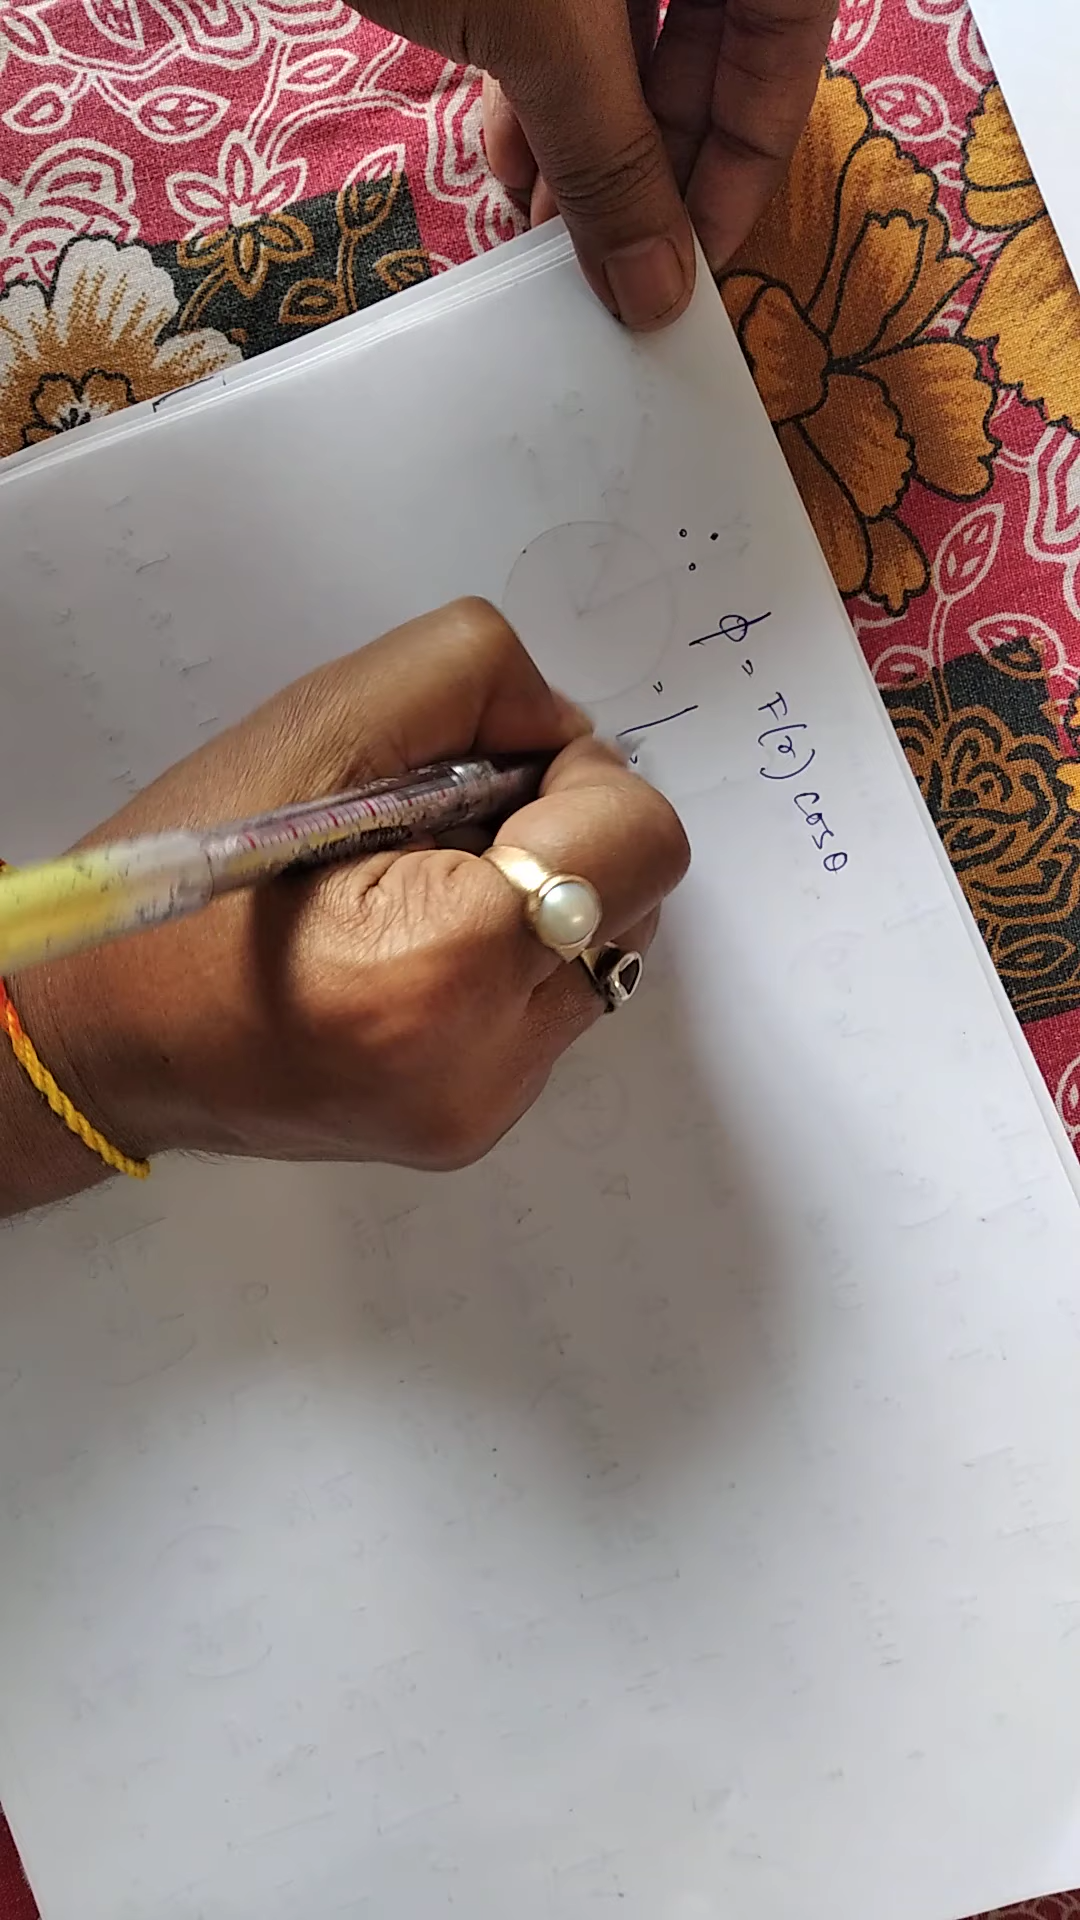 ∴ ϕ = F(r) cosθ
=